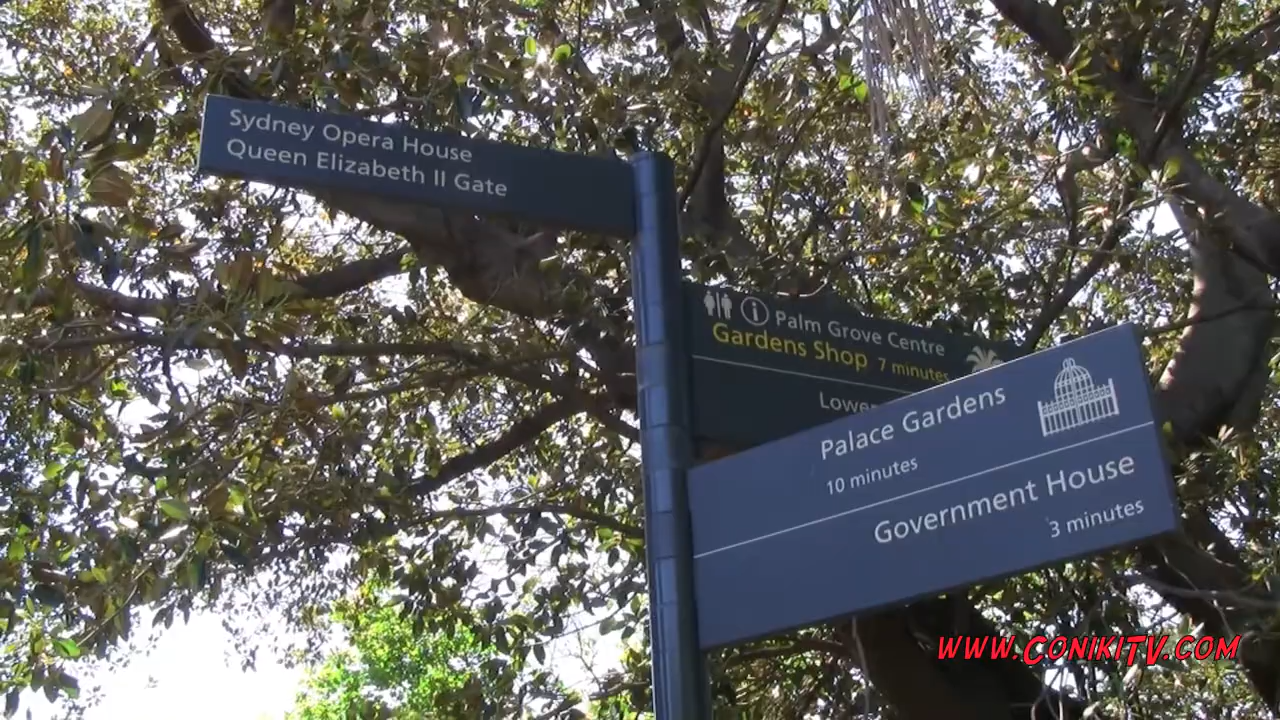 Sydney Opera House
Queen Elizabeth II Gate
Palm Grove Centre
Gardens Shop 7 minutes
Lower
Palace Gardens
10 minutes
Government House
3 minutes
WWW.CONIKITV.COM